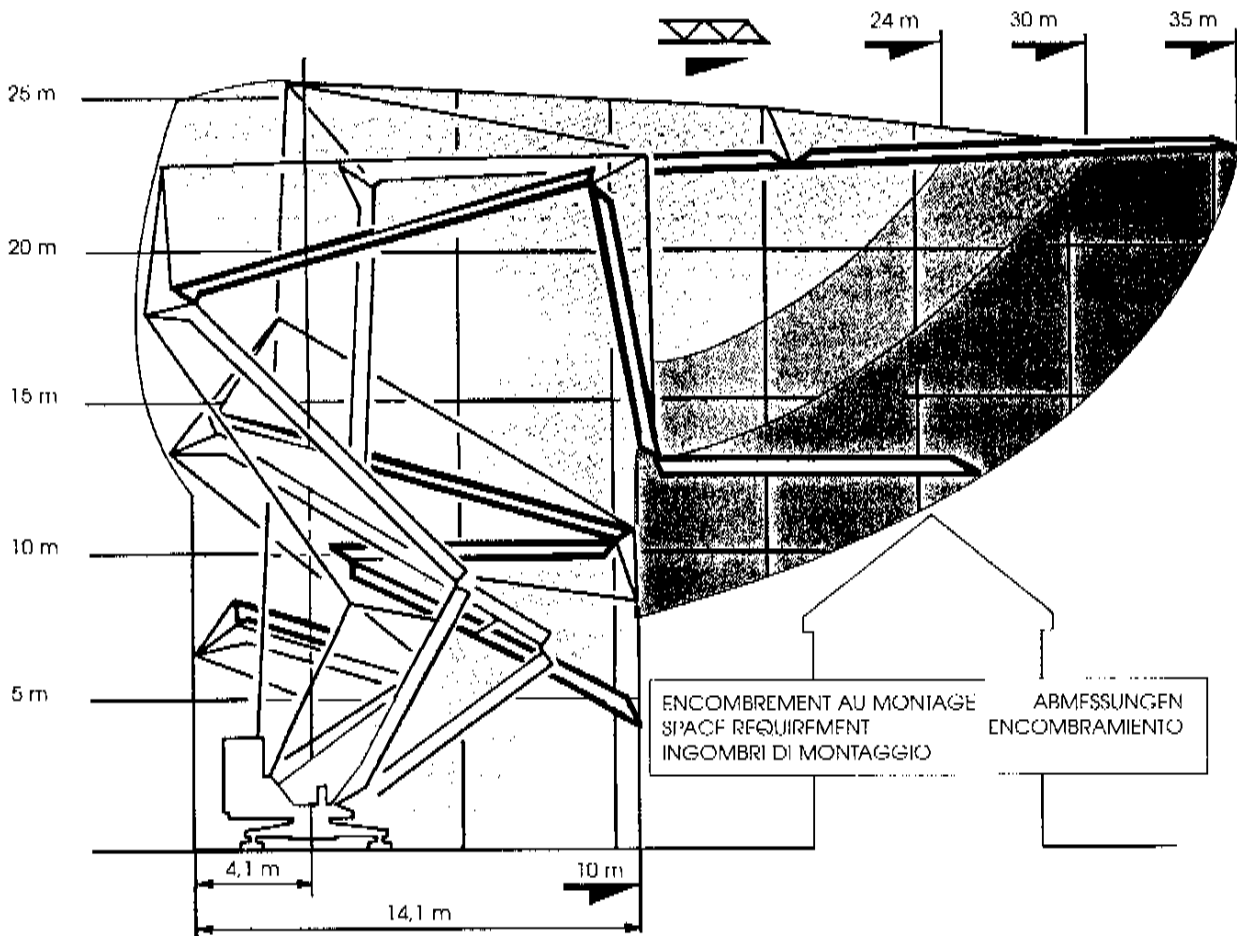 24 m 30 m 35 m
25 m
20 m
15 m
10 m
5 m
ENCOMBREMENT AU MONTAGE ABMESSUNGEN
SPACE REQUIREMENT ENCOMBRAMIENTO
INGOMBRI DI MONTAGGIO
4,1 m 10 m
14,1 m